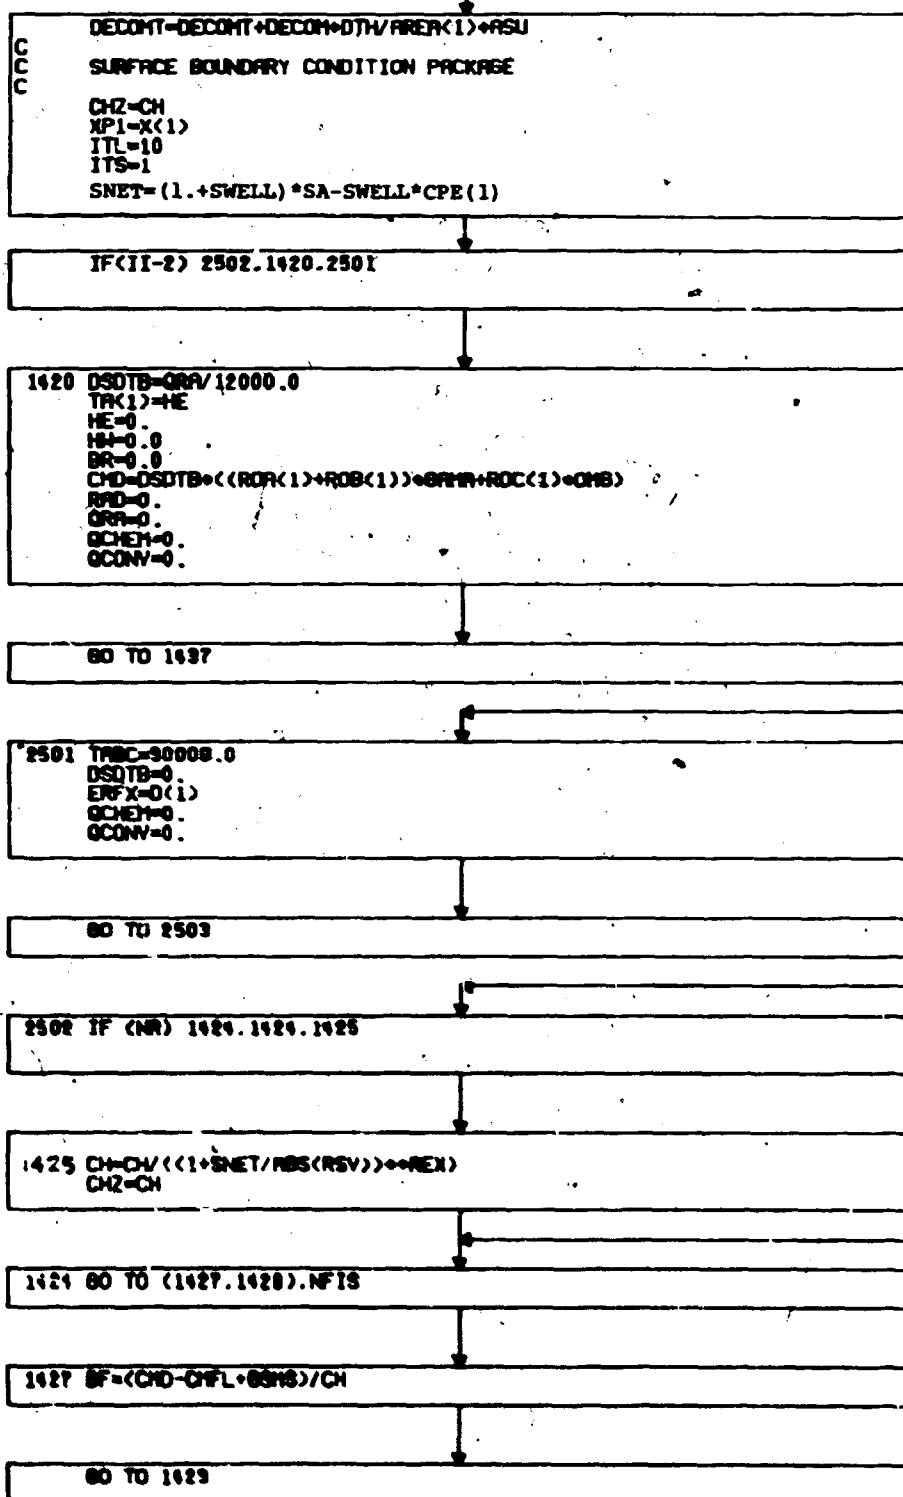 DECOMT=DECOMT+DECOM*DTH/AREA(1)*ASU
C
C SURFACE BOUNDARY CONDITION PACKAGE
C
CHZ=CH
XP1=X(1)
ITL=10
ITS=1
SNET=(1.+SWELL)*SA-SWELL*CPE(1)
IF(II-2) 2502,1420,2501
1420 DSDTB=QRA/12000.0
TA(1)=HE
HE=0.
HW=0.0
BR=0.0
CMD=DSDTB*((ROA(1)+ROB(1))*GAMA+ROC(1)*OMB)
RAD=0.
QRA=0.
QCHEM=0.
QCONV=0.
GO TO 1437
2501 TABC=90000.0
DSDTB=0.
ERFX=D(1)
QCHEM=0.
QCONV=0.
GO TO 2503
2502 IF (NR) 1424,1424,1425
1425 CH=CH/((1+SNET/ABS(RSV))**REX)
CHZ=CH
1424 GO TO (1427,1428),NFIS
1427 BF=(CMD-CMFL+GSMS)/CH
GO TO 1429